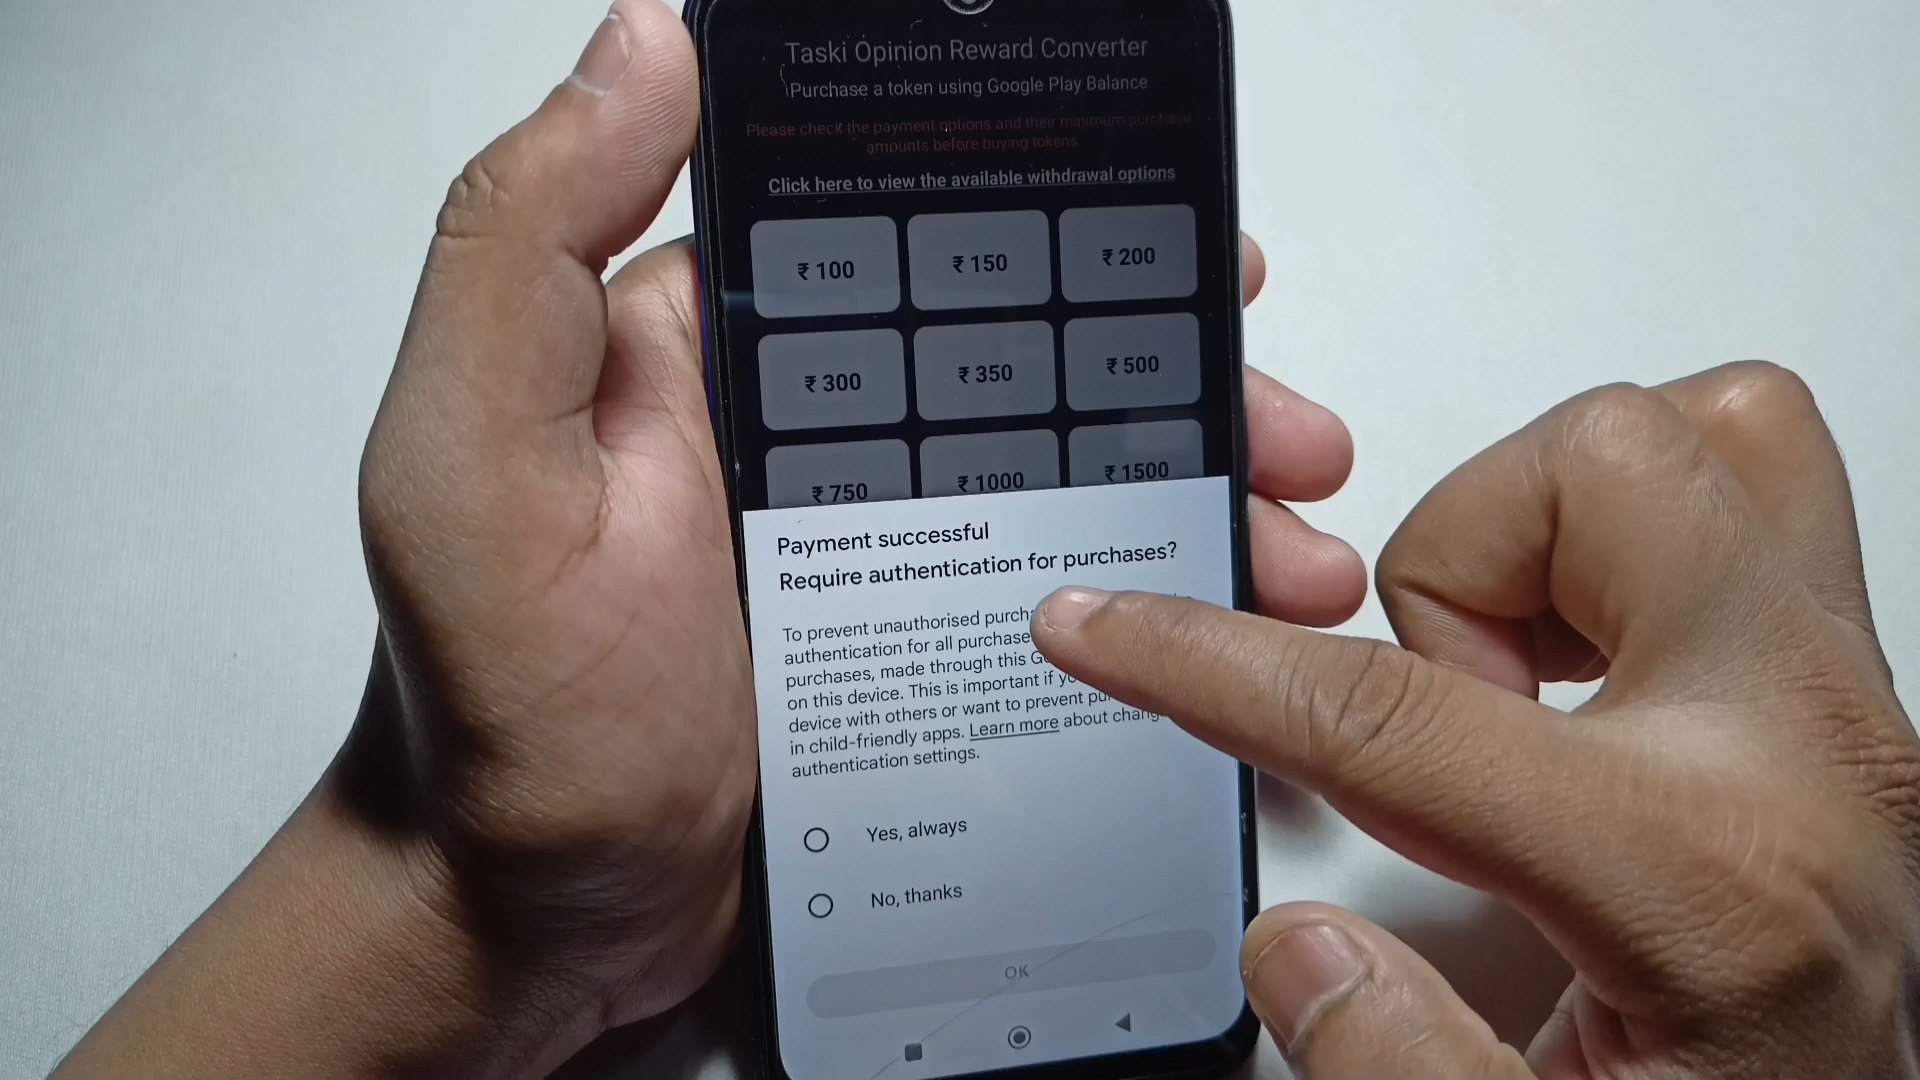 Taski Opinion Reward Converter
Purchase a token using Google Play Balance
Please check the payment options and their minimum purchase
amounts before buying tokens
Click here to view the available withdrawal options
₹ 100
₹ 150
₹ 200
₹ 300
₹ 350
₹ 500
₹ 750
₹ 1000
₹ 1500
Payment successful
Require authentication for purchases?
To prevent unauthorised
authentication for all
purchases, made through this
on this device. This is important if
device with others or want to prevent
in child-friendly apps. Learn more about
authentication settings.
Yes, always
No, thanks
OK